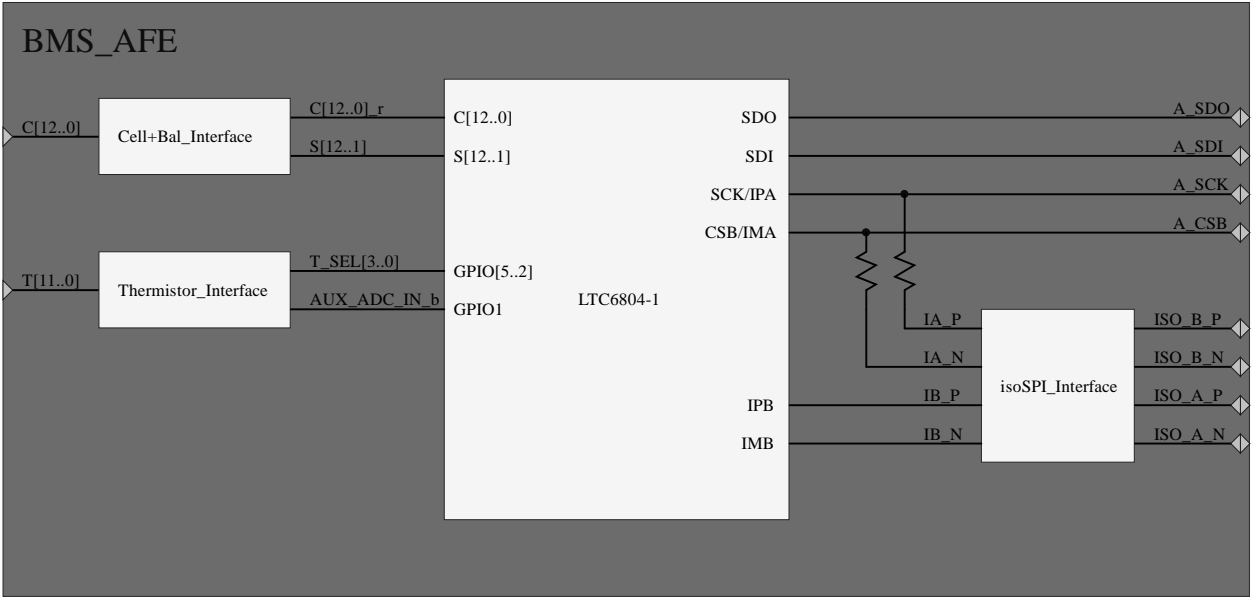 BMS_AFE
C[12..0]
Cell+Bal_Interface
C[12..0]_r
S[12..1]
T[11..0]
Thermistor_Interface
T_SEL[3..0]
AUX_ADC_IN_b
C[12..0]
S[12..1]
GPIO[5..2]
GPIO1
LTC6804-1
SDO
SDI
SCK/IPA
CSB/IMA
IPB
IMB
A_SDO
A_SDI
A_SCK
A_CSB
IA_P
IA_N
IB_P
IB_N
isoSPI_Interface
ISO_B_P
ISO_B_N
ISO_A_P
ISO_A_N